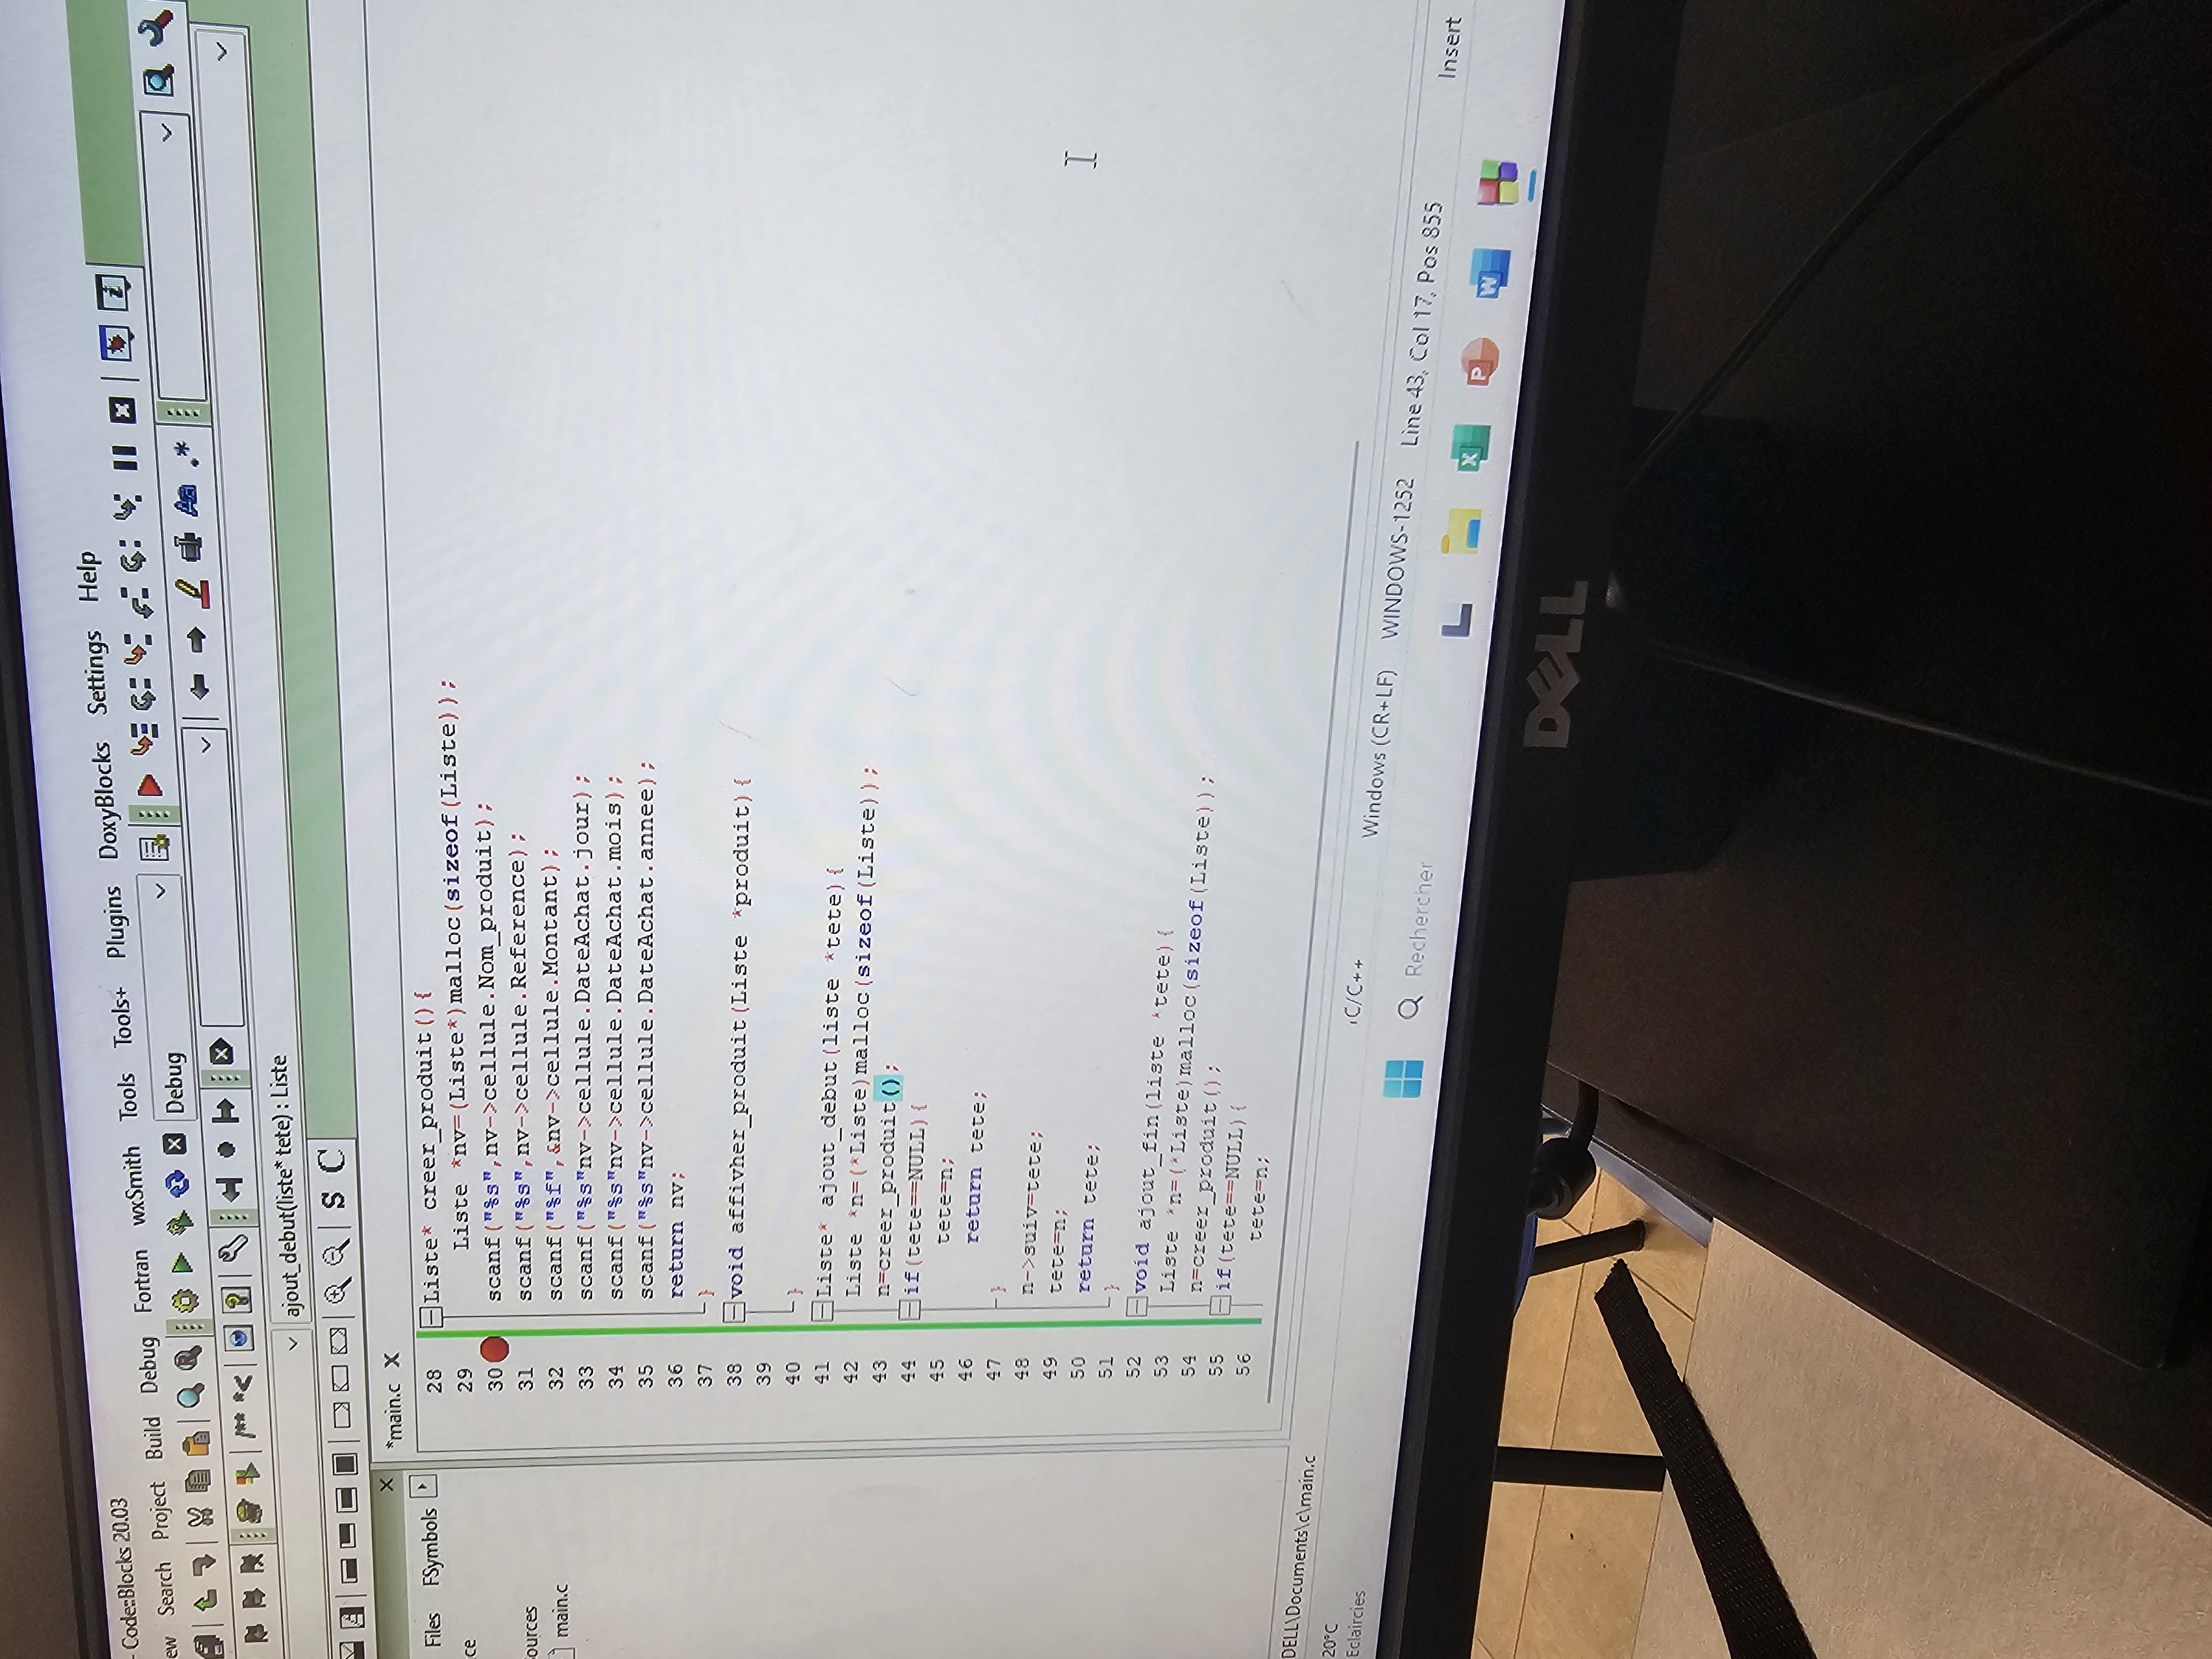 - Code::Blocks 20.03
ew Search Project Build Debug Fortran wxSmith Tools Tools+ Plugins DoxyBlocks Settings Help
Debug
/** *<
Aa .*
ajout_debut(liste* tete) : Liste
S C
*main.c X
Files FSymbols
ce
ources
main.c
28 Liste* creer_produit(){
29 Liste *nv=(Liste*)malloc(sizeof(Liste));
30 scanf("%s",nv->cellule.Nom_produit);
31 scanf("%s",nv->cellule.Reference);
32 scanf("%f",&nv->cellule.Montant);
33 scanf("%s"nv->cellule.DateAchat.jour);
34 scanf("%s"nv->cellule.DateAchat.mois);
35 scanf("%s"nv->cellule.DateAchat.annee);
36 return nv;
37 }
38 void affivher_produit(Liste *produit){
39
40 }
41 Liste* ajout_debut(liste *tete){
42 Liste *n=(*Liste)malloc(sizeof(Liste));
43 n=creer_produit();
44 if(tete==NULL){
45 tete=n;
46 return tete;
47 }
48 n->suiv=tete;
49 tete=n;
50 return tete;
51 }
52 void ajout_fin(liste *tete){
53 Liste *n=(*Liste)malloc(sizeof(Liste));
54 n=creer_produit();
55 if(tete==NULL){
56 tete=n;
DELL\Documents\c\main.c
C/C++ Windows (CR+LF) WINDOWS-1252 Line 43, Col 17, Pos 855 Insert
20°C
Eclaircies
Rechercher
DELL